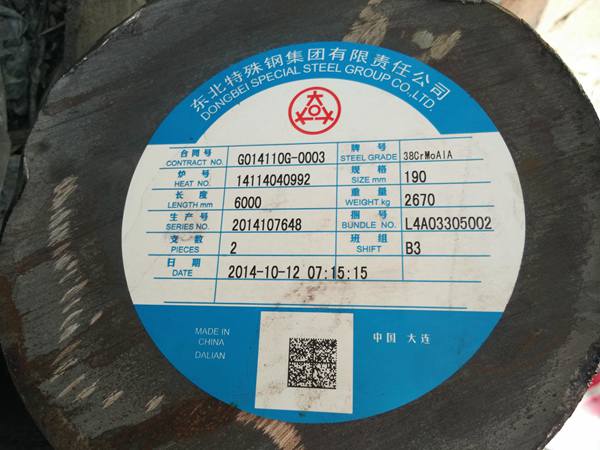 东北特殊钢集团有限责任公司
DONGBEI SPECIAL STEEL GROUP CO.,LTD.
台同号 牌号
CONTRACT NO. G014110G-0003 STEEL GRADE 38CrMoAlA
炉号 规格
HEAT NO. 14114040992 SIZE mm 190
长度 重量
LENGTH mm 6000 WEIGHT.kg 2670
生产号 捆号
SERIES NO. 2014107648 BUNDLE NO. L4A03305002
支数 班组
PIECES 2 SHIFT B3
日期
DATE 2014-10-12 07:15:15
MADE IN
CHINA
DALIAN
中国 大连